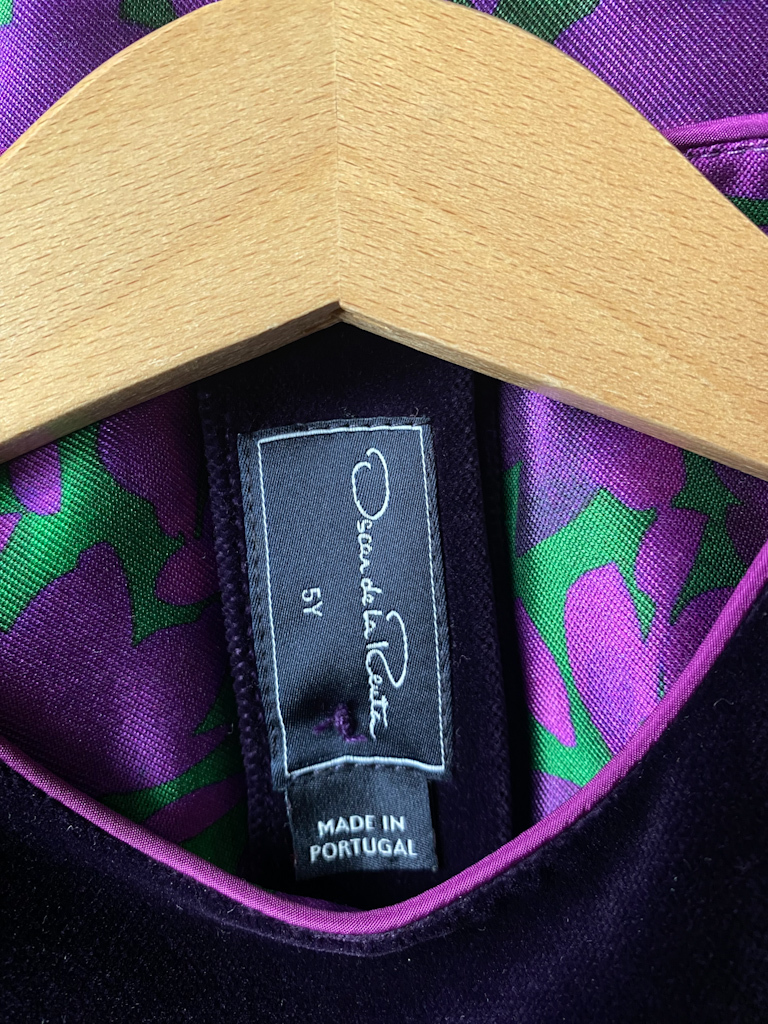 Oscar de la Renta
5Y
MADE IN
PORTUGAL